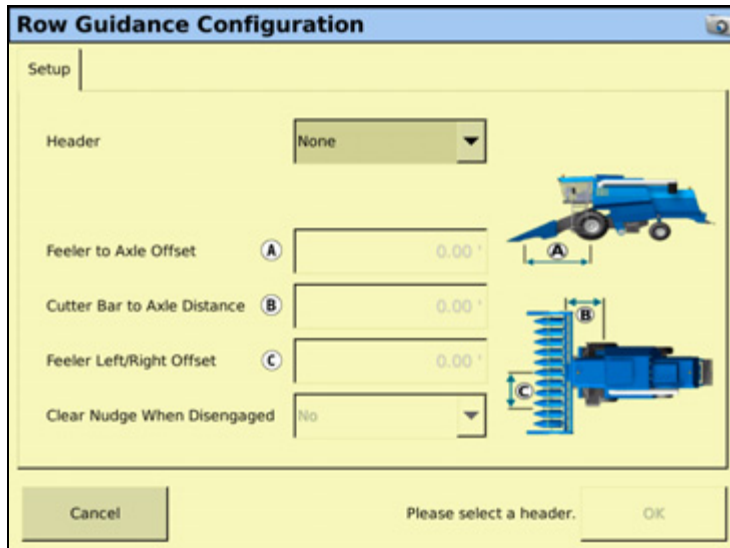 Row Guidance Configuration
Setup
Header None
Feeler to Axle Offset A 0.00 '
A
Cutter Bar to Axle Distance B 0.00 '
B
Feeler Left/Right Offset C 0.00 '
C
Clear Nudge When Disengaged No
Cancel Please select a header. OK